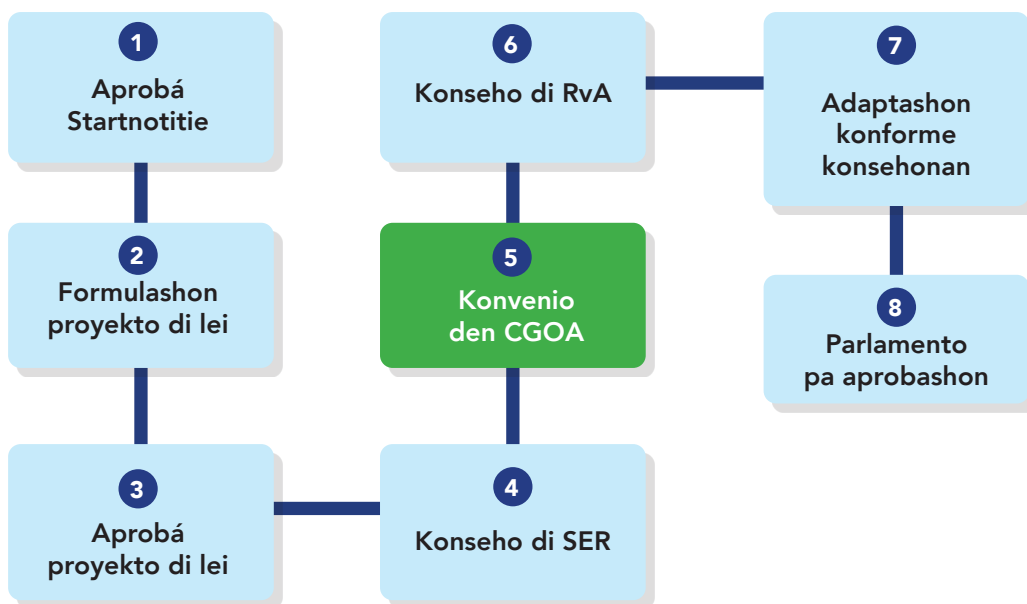 1
Aprobá
Startnotitie
2
Formulashon
proyekto di lei
3
Aprobá
proyekto di lei
4
Konseho di SER
5
Konvenio
den CGOA
6
Konseho di RvA
7
Adaptashon
konforme
konsehonan
8
Parlamento
pa aprobashon